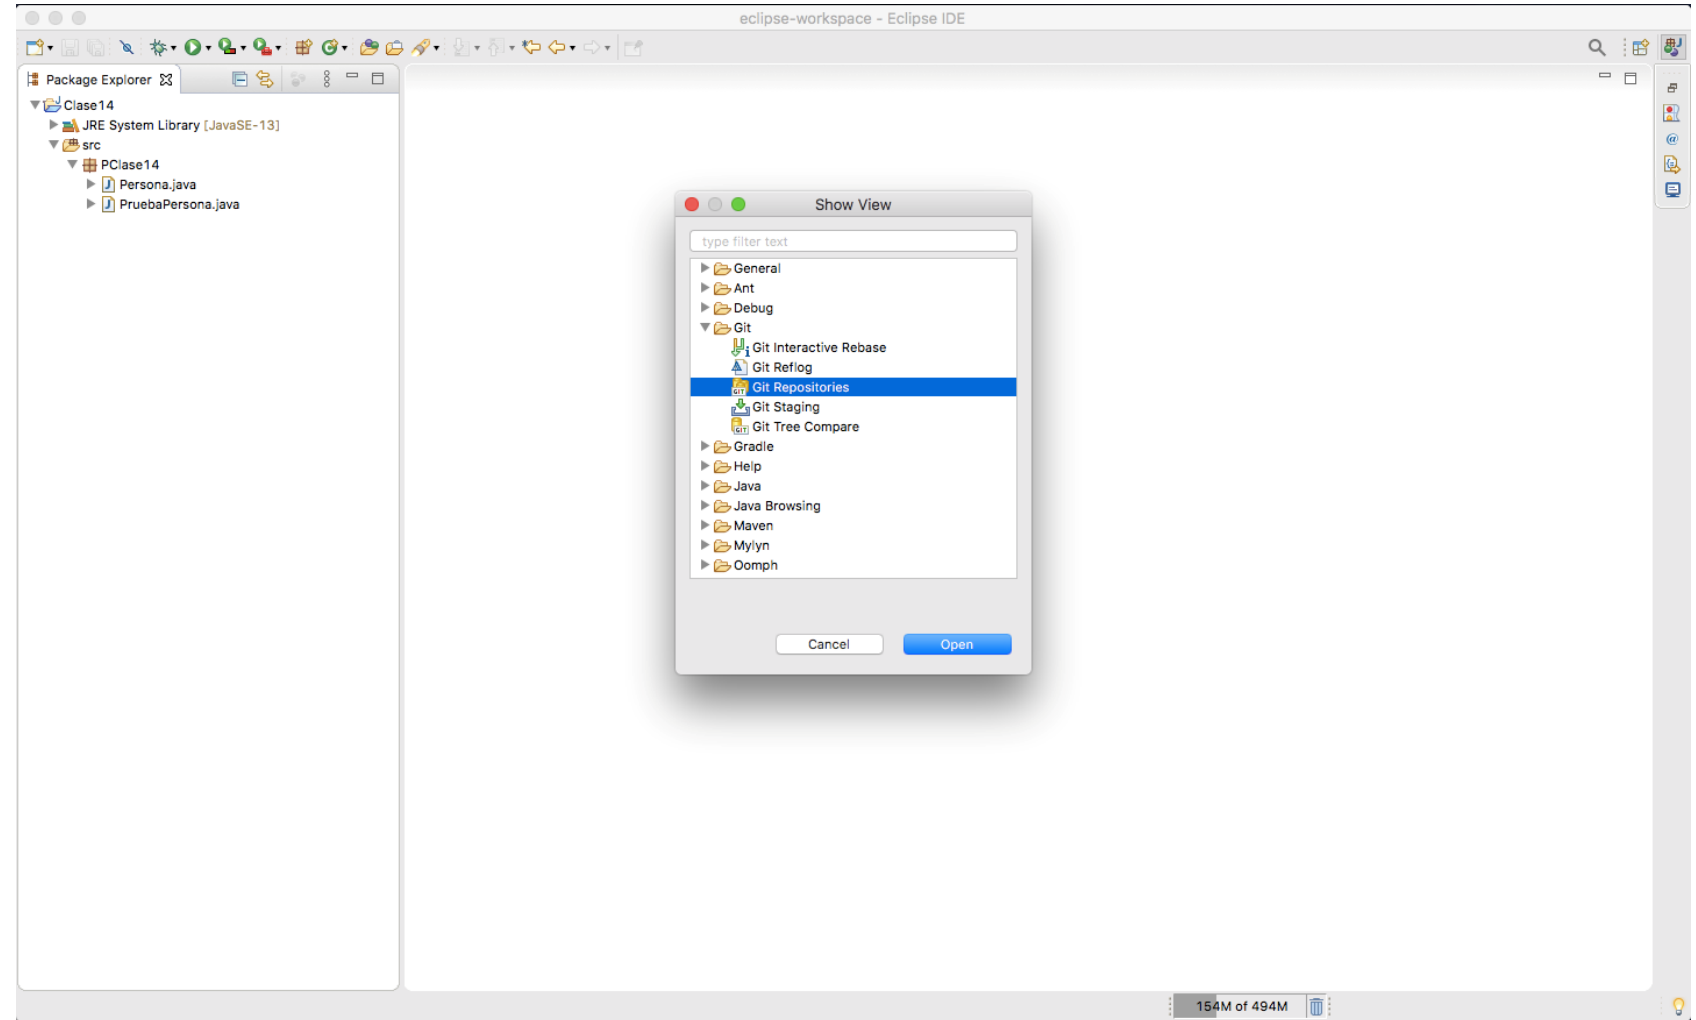 eclipse-workspace - Eclipse IDE
Package Explorer
Clase14
JRE System Library [JavaSE-13]
src
PClase14
Persona.java
PruebaPersona.java
Show View
type filter text
General
Ant
Debug
Git
Git Interactive Rebase
Git Reflog
Git Repositories
Git Staging
Git Tree Compare
Gradle
Help
Java
Java Browsing
Maven
Mylyn
Oomph
Cancel
Open
154M of 494M